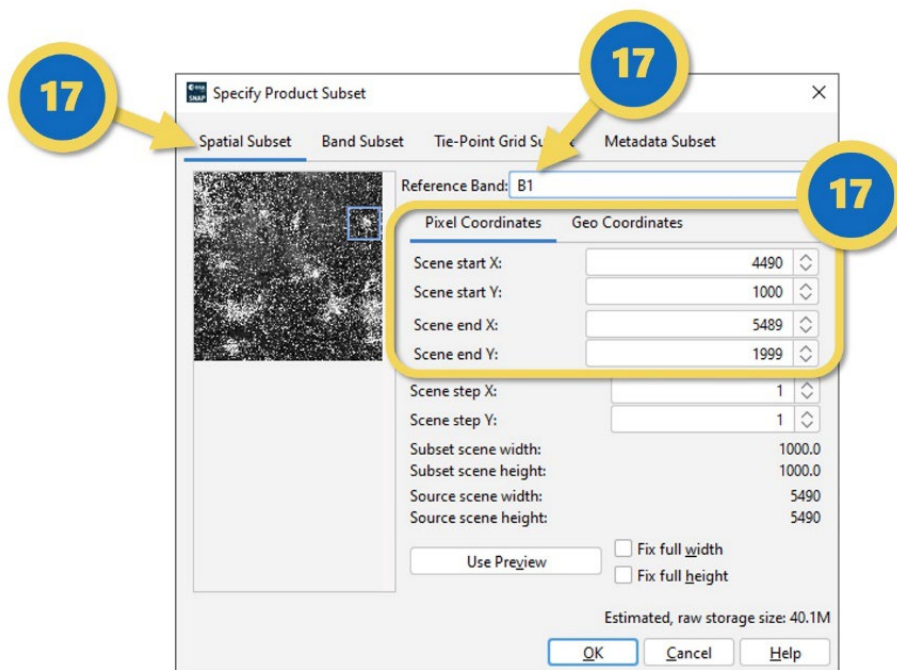 17
17
esa
SNAP
Specify Product Subset
Spatial Subset Band Subset Tie-Point Grid Su t Metadata Subset
Reference Band: B1
17
Pixel Coordinates Geo Coordinates
Scene start X: 4490
Scene start Y: 1000
Scene end X: 5489
Scene end Y: 1999
Scene step X: 1
Scene step Y: 1
Subset scene width: 1000.0
Subset scene height: 1000.0
Source scene width: 5490
Source scene height: 5490
Use Preview
Fix full width
Fix full height
Estimated, raw storage size: 40.1M
OK Cancel Help